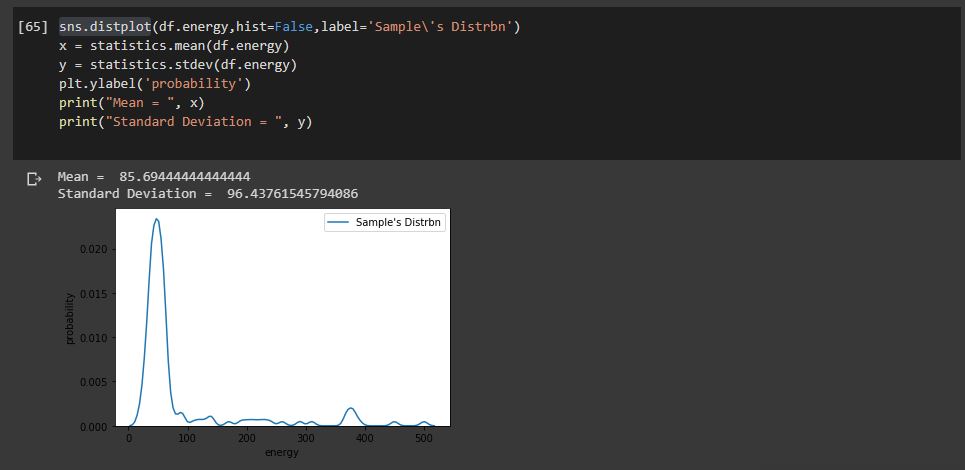 [65] sns.distplot(df.energy,hist=False,label='Sample\'s Distrbn')
x = statistics.mean(df.energy)
y = statistics.stdev(df.energy)
plt.ylabel('probability')
print("Mean = ", x)
print("Standard Deviation = ", y)
Mean =  85.69444444444444
Standard Deviation =  96.43761545794086
Sample's Distrbn
0.020
0.015
0.010
0.005
0.000
probability
0 100 200 300 400 500
energy